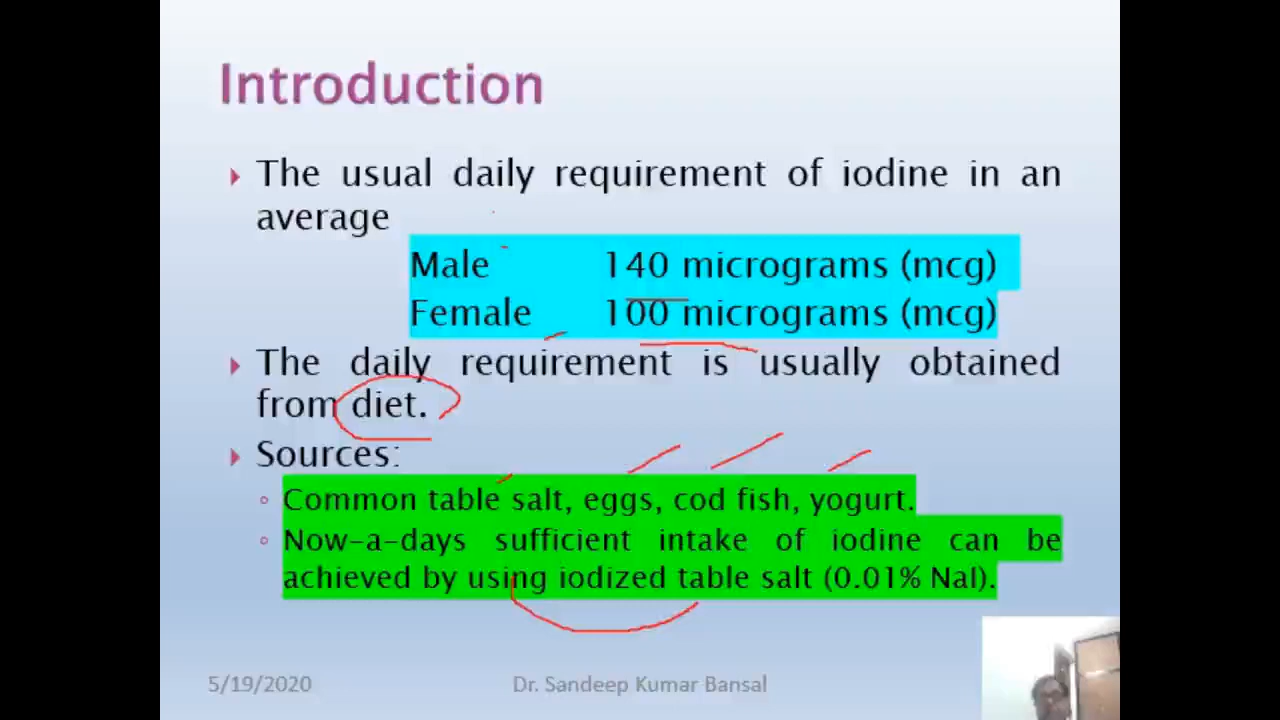 Introduction
The usual daily requirement of iodine in an
average
Male 140 micrograms (mcg)
Female 100 micrograms (mcg)
The daily requirement is usually obtained
from diet.
Sources:
Common table salt, eggs, cod fish, yogurt.
Now-a-days sufficient intake of iodine can be
achieved by using iodized table salt (0.01% NaI).
5/19/2020 Dr. Sandeep Kumar Bansal